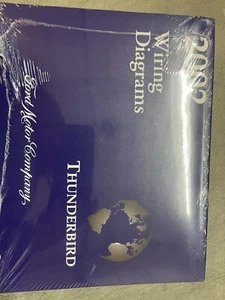 2002
Wiring
Diagrams
THUNDERBIRD
Ford Motor Company